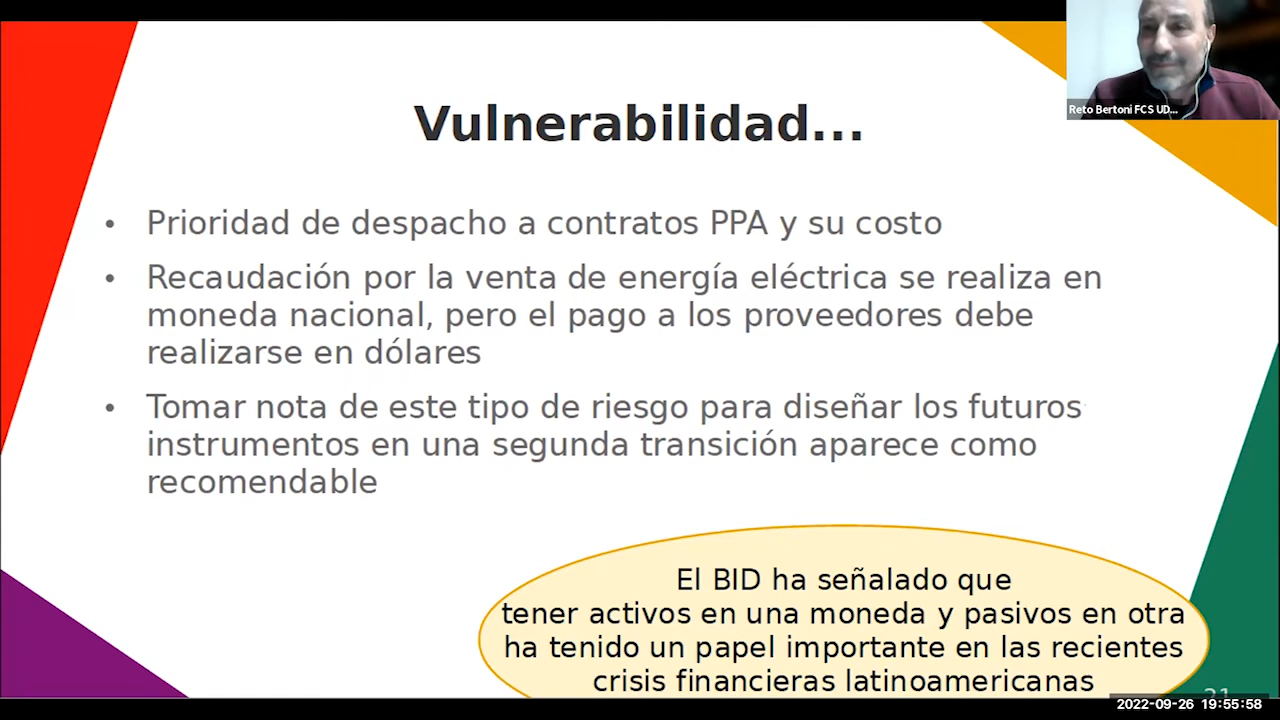 Vulnerabilidad...
Reto Bertoni FCS UD...
• Prioridad de despacho a contratos PPA y su costo
• Recaudación por la venta de energía eléctrica se realiza en
moneda nacional, pero el pago a los proveedores debe
realizarse en dólares
• Tomar nota de este tipo de riesgo para diseñar los futuros
instrumentos en una segunda transición aparece como
recomendable
El BID ha señalado que
tener activos en una moneda y pasivos en otra
ha tenido un papel importante en las recientes
crisis financieras latinoamericanas
21
2022-09-26 19:55:58